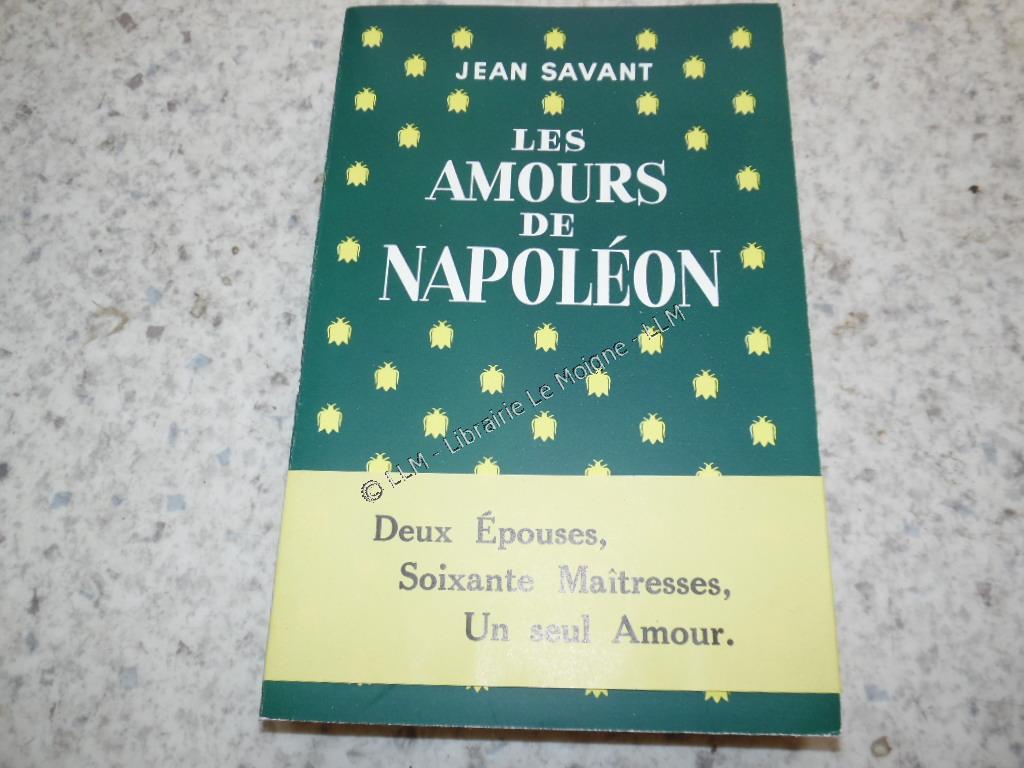 JEAN SAVANT
LES
AMOURS
DE
NAPOLÉON
© LLM - Librairie Le Moigne - LLM
Deux Épouses,
Soixante Maîtresses,
Un seul Amour.